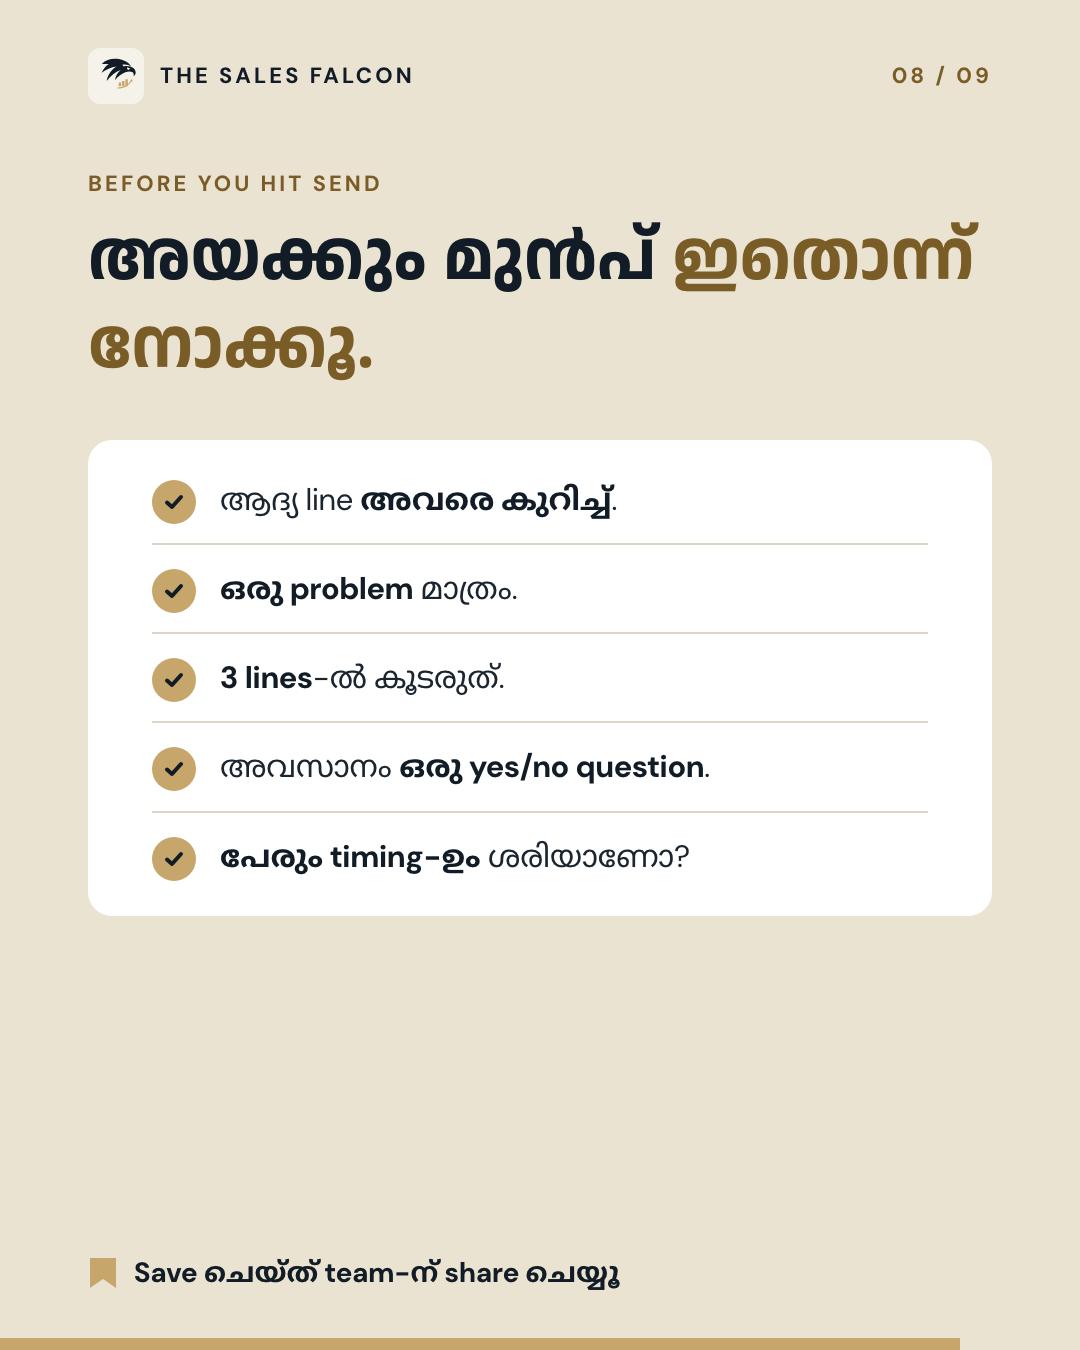 THE SALES FALCON
08 / 09
BEFORE YOU HIT SEND
അയക്കും മുൻപ് ഇതൊന്ന്
നോക്കൂ.
ആദ്യ line അവരെ കുറിച്ച്.
ഒരു problem മാത്രം.
3 lines-ൽ കൂടരുത്.
അവസാനം ഒരു yes/no question.
പേരും timing-ഉം ശരിയാണോ?
Save ചെയ്ത് team-ന് share ചെയ്യൂ